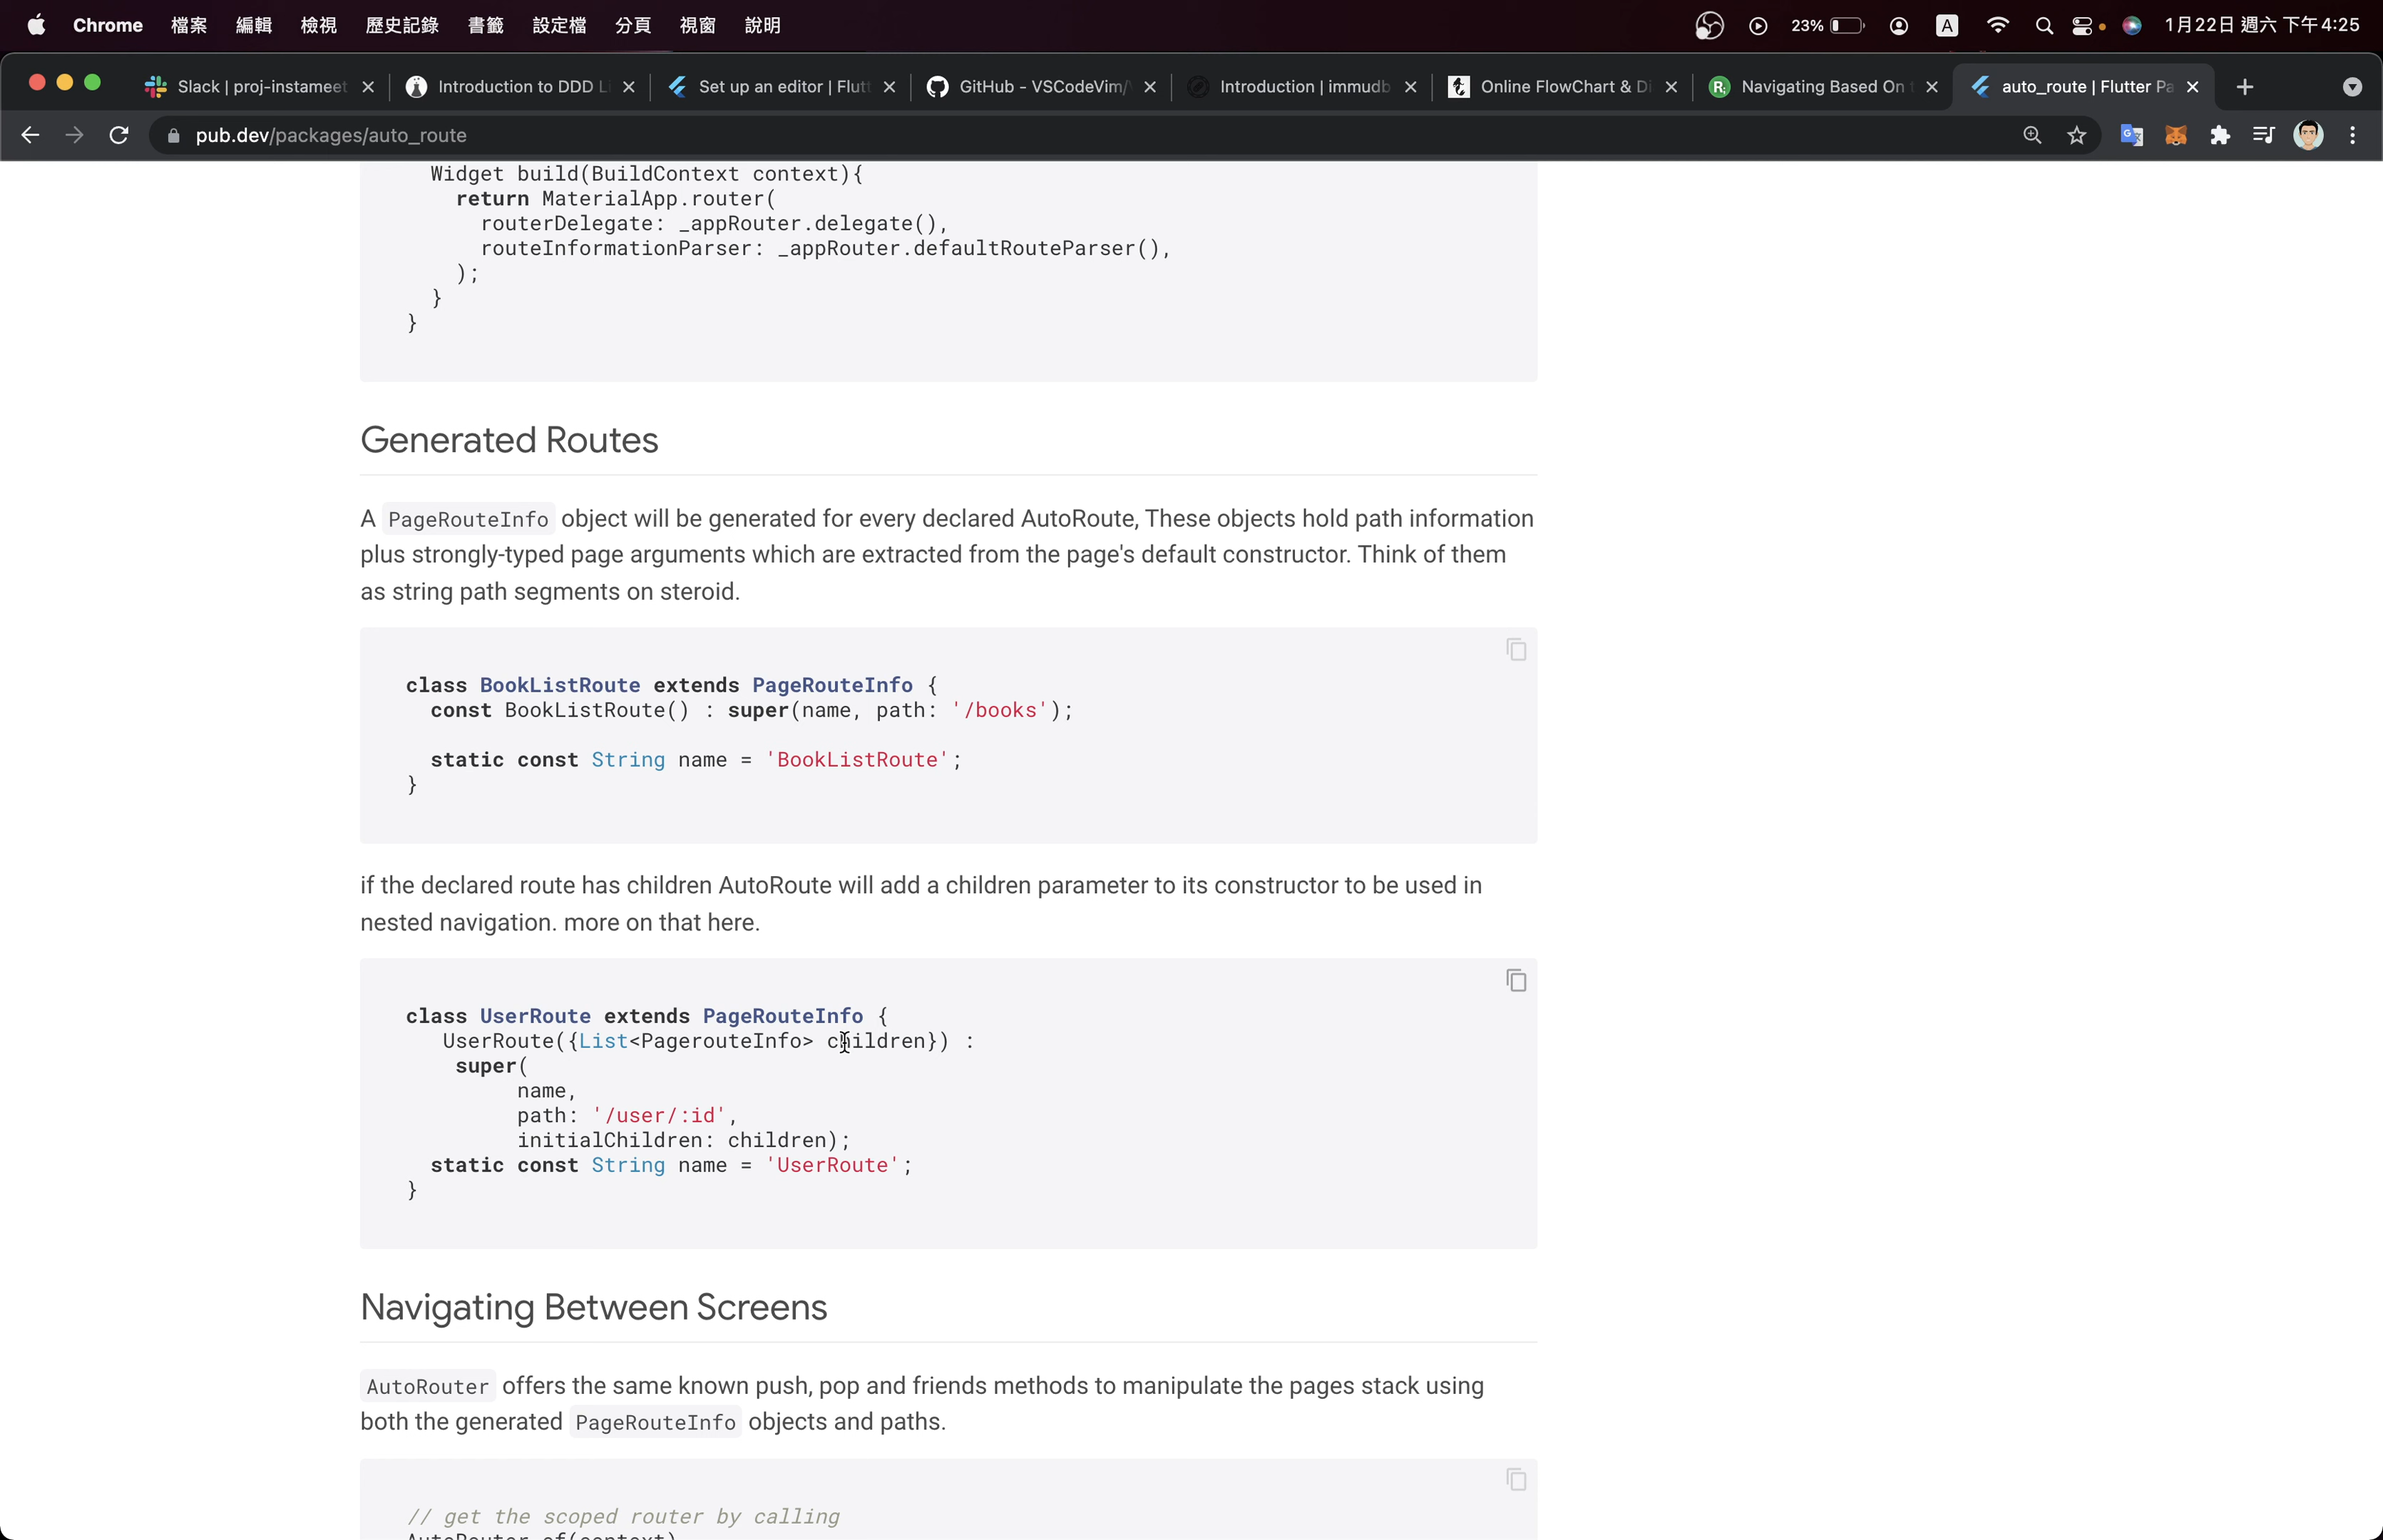 Chrome 檔案 編輯 檢視 歷史記錄 書籤 設定檔 分頁 視窗 說明 23% A 1月22日 週六 下午4:25
Slack | proj-instameet Introduction to DDD Li Set up an editor | Flutt GitHub - VSCodeVim/ Introduction | immudb Online FlowChart & Di R; Navigating Based On t auto_route | Flutter Pa
pub.dev/packages/auto_route
Widget build(BuildContext context){
return MaterialApp.router(
routerDelegate: _appRouter.delegate(),
routeInformationParser: _appRouter.defaultRouteParser(),
);
}
}
Generated Routes
A PageRouteInfo object will be generated for every declared AutoRoute, These objects hold path information
plus strongly-typed page arguments which are extracted from the page's default constructor. Think of them
as string path segments on steroid.
class BookListRoute extends PageRouteInfo {
const BookListRoute() : super(name, path: '/books');
static const String name = 'BookListRoute';
}
if the declared route has children AutoRoute will add a children parameter to its constructor to be used in
nested navigation. more on that here.
class UserRoute extends PageRouteInfo {
UserRoute({List<PagerouteInfo> children}) :
super(
name,
path: '/user/:id',
initialChildren: children);
static const String name = 'UserRoute';
}
Navigating Between Screens
AutoRouter offers the same known push, pop and friends methods to manipulate the pages stack using
both the generated PageRouteInfo objects and paths.
// get the scoped router by calling
AutoRouter.of(context)